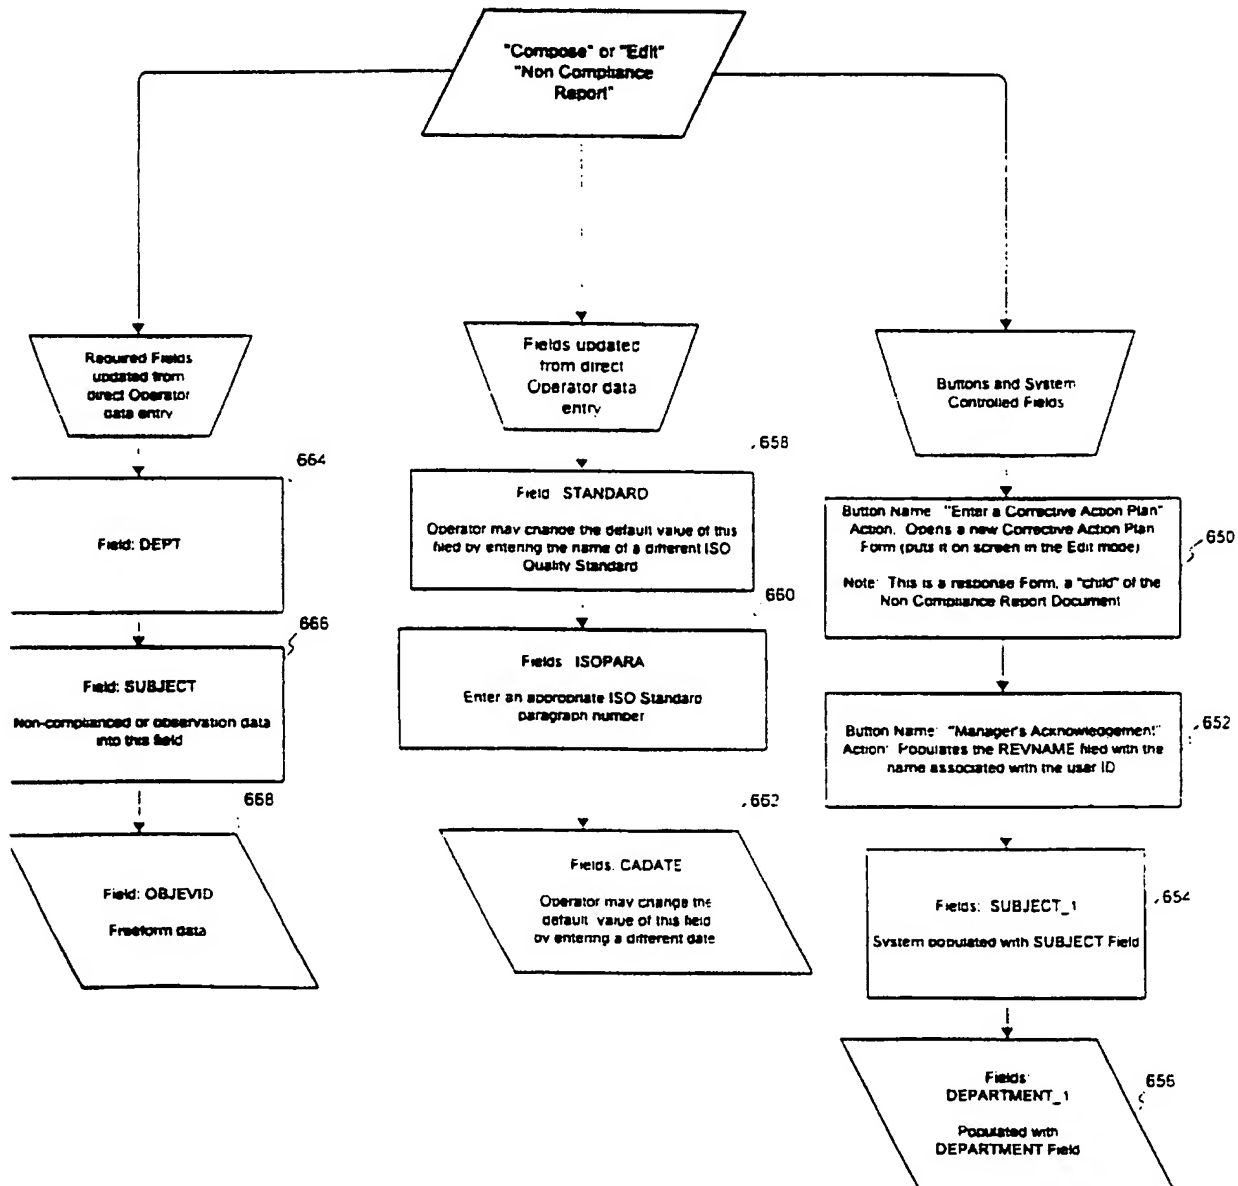 "Compose" or "Edit"
"Non Compliance
Report"
Required Fields
updated from
direct Operator
data entry
664
Field: DEPT
666
Field: SUBJECT
Non-complianced or observation data
into this field
668
Field: OBJEVID
Freeform data
Fields updated
from direct
Operator data
entry
658
Field: STANDARD
Operator may change the default value of this
filed by entering the name of a different ISO
Quality Standard
660
Fields: ISOPARA
Enter an appropriate ISO Standard
paragraph number
662
Fields: CADATE
Operator may change the
default value of this field
by entering a different date
Buttons and System
Controlled Fields
Button Name: "Enter a Corrective Action Plan"
Action: Opens a new Corrective Action Plan
Form (puts it on screen in the Edit mode)
Note: This is a response Form, a "child" of the
Non Compliance Report Document
650
Button Name: "Manager's Acknowledgement"
Action: Populates the REVNAME filed with the
name associated with the user ID
652
Fields: SUBJECT_1
System populated with SUBJECT Field
654
Fields:
DEPARTMENT_1
Populated with
DEPARTMENT Field
656